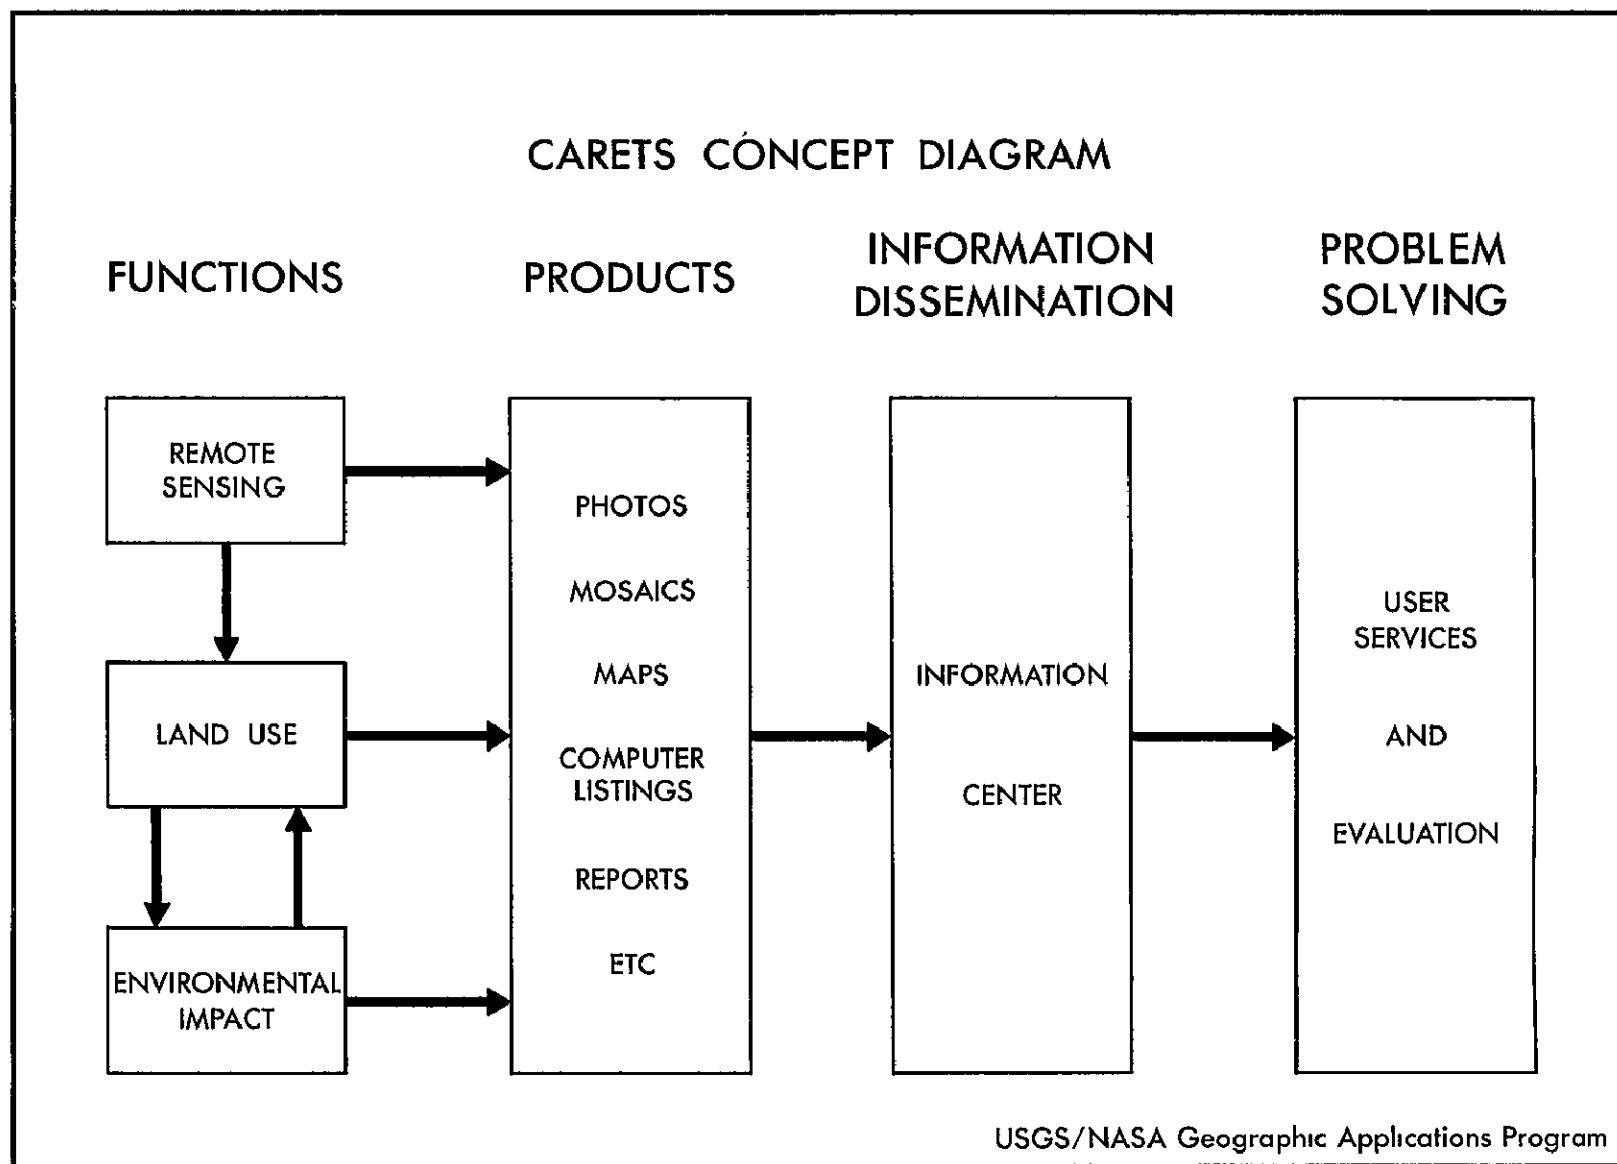 CARETS CONCEPT DIAGRAM
FUNCTIONS
PRODUCTS
INFORMATION
DISSEMINATION
PROBLEM
SOLVING
REMOTE
SENSING
LAND USE
ENVIRONMENTAL
IMPACT
PHOTOS
MOSAICS
MAPS
COMPUTER
LISTINGS
REPORTS
ETC
INFORMATION
CENTER
USER
SERVICES
AND
EVALUATION
USGS/NASA Geographic Applications Program